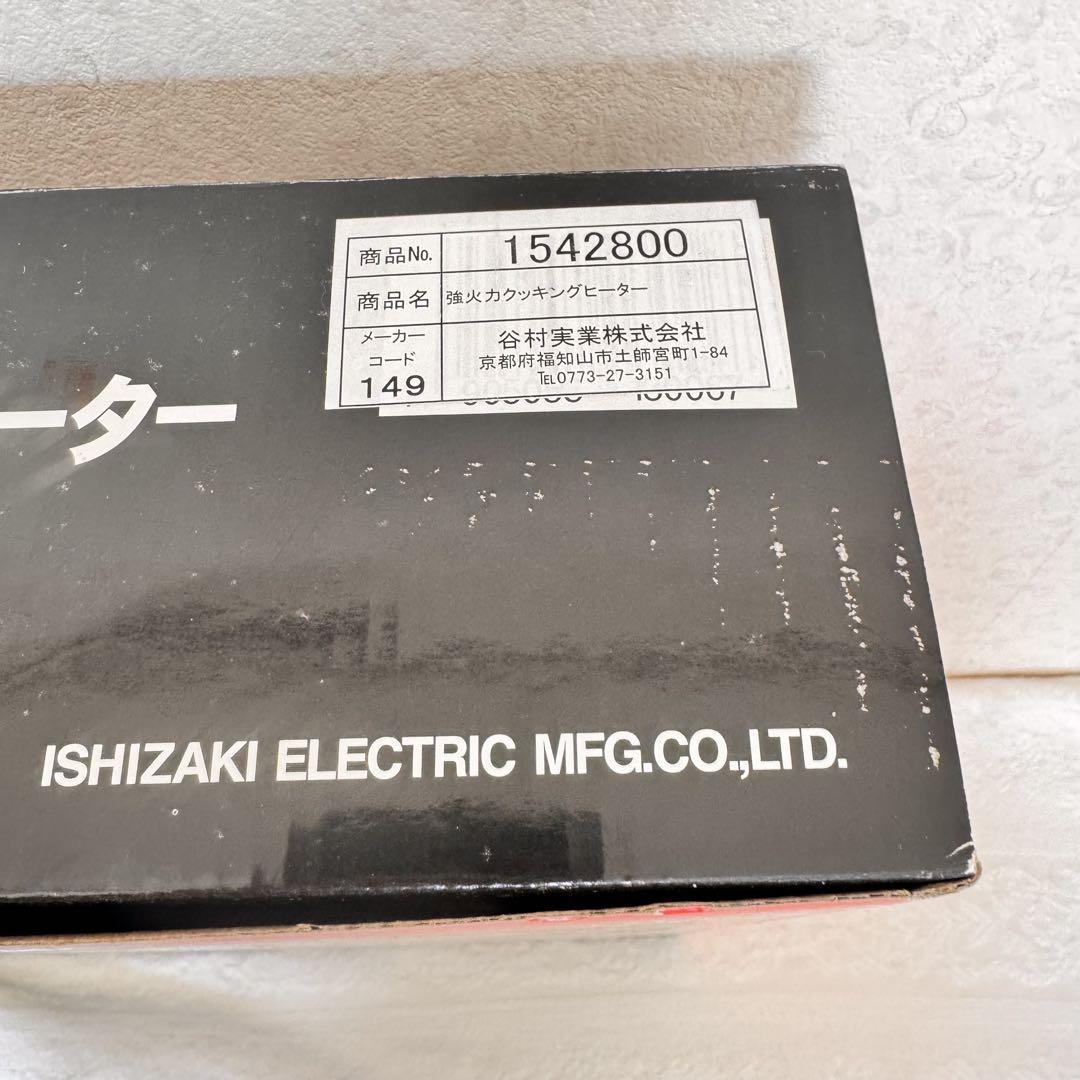 商品No. 1542800
商品名 強火力クッキングヒーター
メーカーコード 149
谷村実業株式会社
京都府福知山市土師宮町1-84
TEL0773-27-3151
ーター
ISHIZAKI ELECTRIC MFG.CO.,LTD.